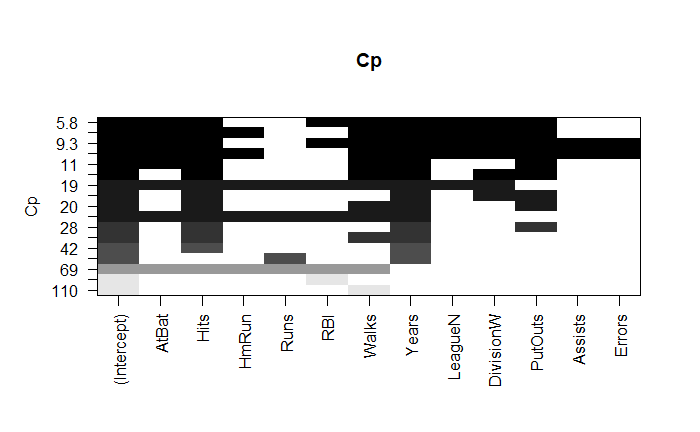 Cp
5.8
9.3
11
19
20
28
42
69
110
Cp
(Intercept)
AtBat
Hits
HmRun
Runs
RBI
Walks
Years
LeagueN
DivisionW
PutOuts
Assists
Errors